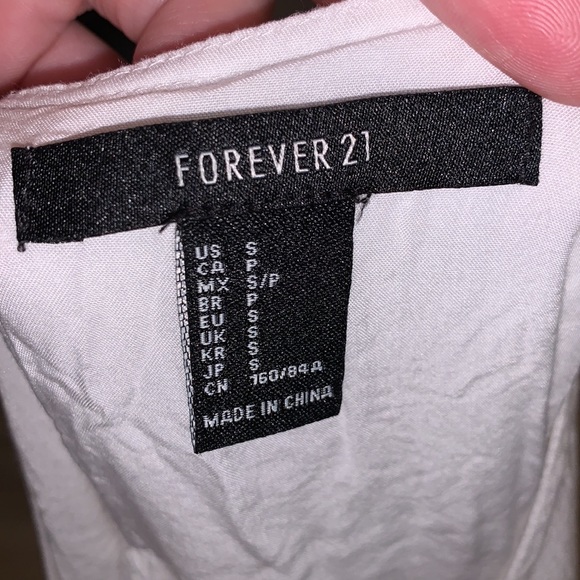 FOREVER 21
US S
CA P
MX S/P
BR P
EU S
UK S
KR S
JP S
CN 160/84A
MADE IN CHINA